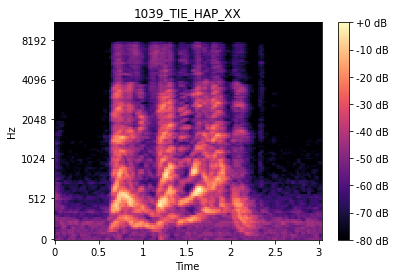 1039_TIE_HAP_XX
+0 dB
8192
-10 dB
4096
-20 dB
-30 dB
2048
Hz
-40 dB
1024
-50 dB
512
-60 dB
-70 dB
0
-80 dB
0 0.5 1 1.5 2 2.5 3
Time